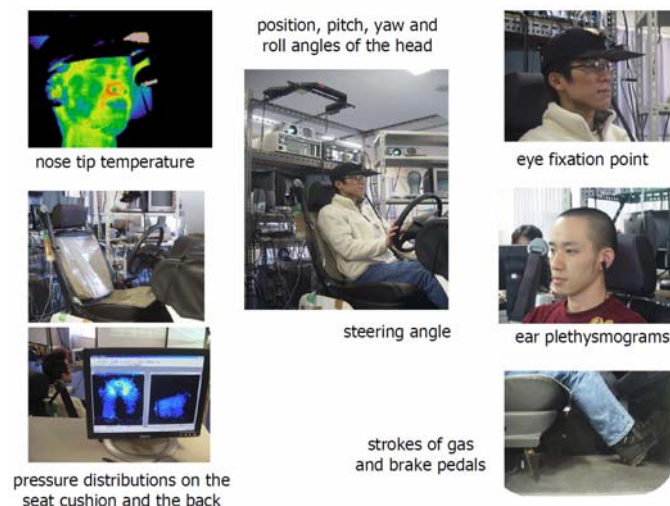 position, pitch, yaw and
roll angles of the head
nose tip temperature
eye fixation point
steering angle
ear plethysmograms
strokes of gas
and brake pedals
pressure distributions on the
seat cushion and the back